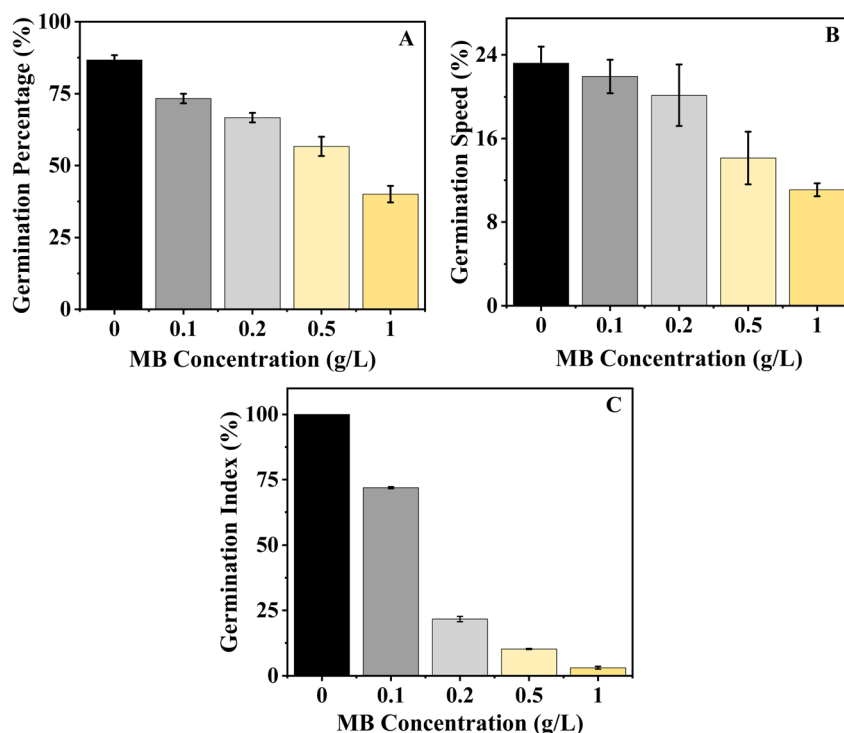 A
Germination Percentage (%)
100
75
50
25
0
0 0.1 0.2 0.5 1
MB Concentration (g/L)
B
Germination Speed (%)
24
16
8
0
0 0.1 0.2 0.5 1
MB Concentration (g/L)
C
Germination Index (%)
100
75
50
25
0
0 0.1 0.2 0.5 1
MB Concentration (g/L)